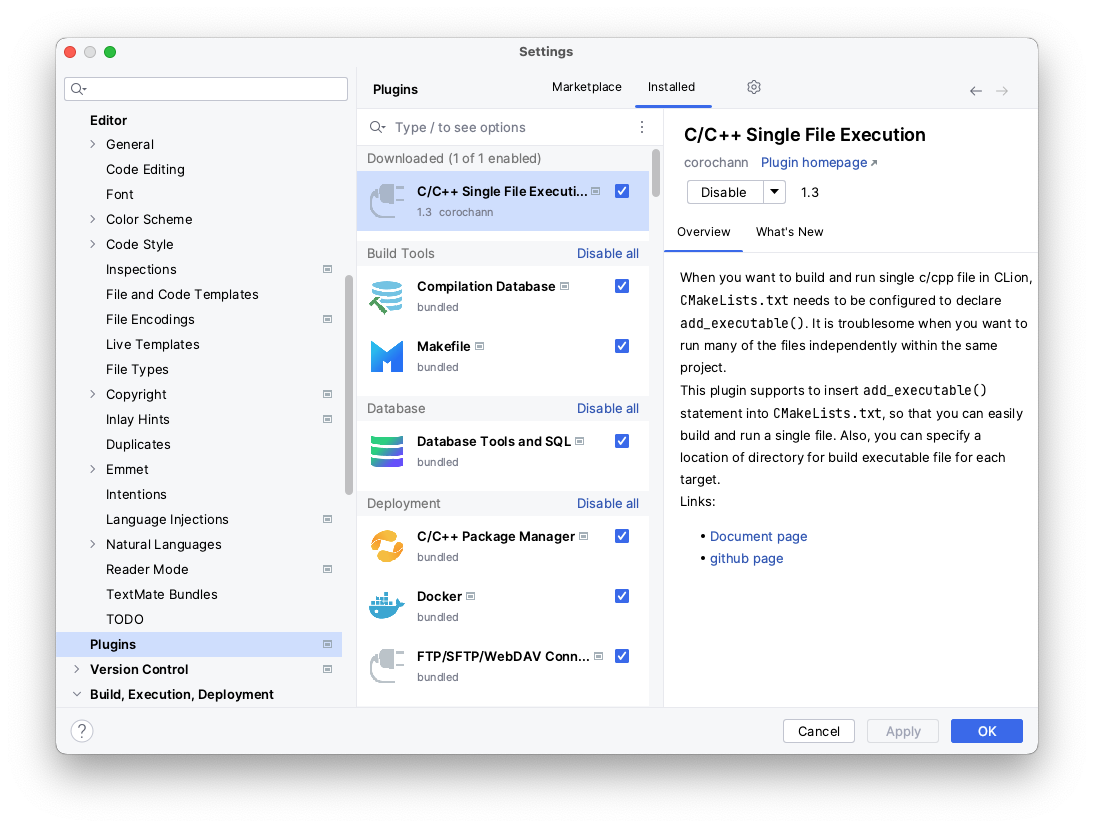 Settings
Editor
General
Code Editing
Font
Color Scheme
Code Style
Inspections
File and Code Templates
File Encodings
Live Templates
File Types
Copyright
Inlay Hints
Duplicates
Emmet
Intentions
Language Injections
Natural Languages
Reader Mode
TextMate Bundles
TODO
Plugins
Version Control
Build, Execution, Deployment
?
Plugins
Marketplace
Installed
Type / to see options
Downloaded (1 of 1 enabled)
C/C++ Single File Executi...
1.3 corochann
Build Tools Disable all
Compilation Database
bundled
Makefile
bundled
Database Disable all
Database Tools and SQL
bundled
Deployment Disable all
C/C++ Package Manager
bundled
Docker
bundled
FTP/SFTP/WebDAV Conn...
bundled
C/C++ Single File Execution
corochann Plugin homepage ↗
Disable 1.3
Overview What's New
When you want to build and run single c/cpp file in CLion,
CMakeLists.txt needs to be configured to declare
add_executable(). It is troublesome when you want to
run many of the files independently within the same
project.
This plugin supports to insert add_executable()
statement into CMakeLists.txt, so that you can easily
build and run a single file. Also, you can specify a
location of directory for build executable file for each
target.
Links:
• Document page
• github page
Cancel Apply OK